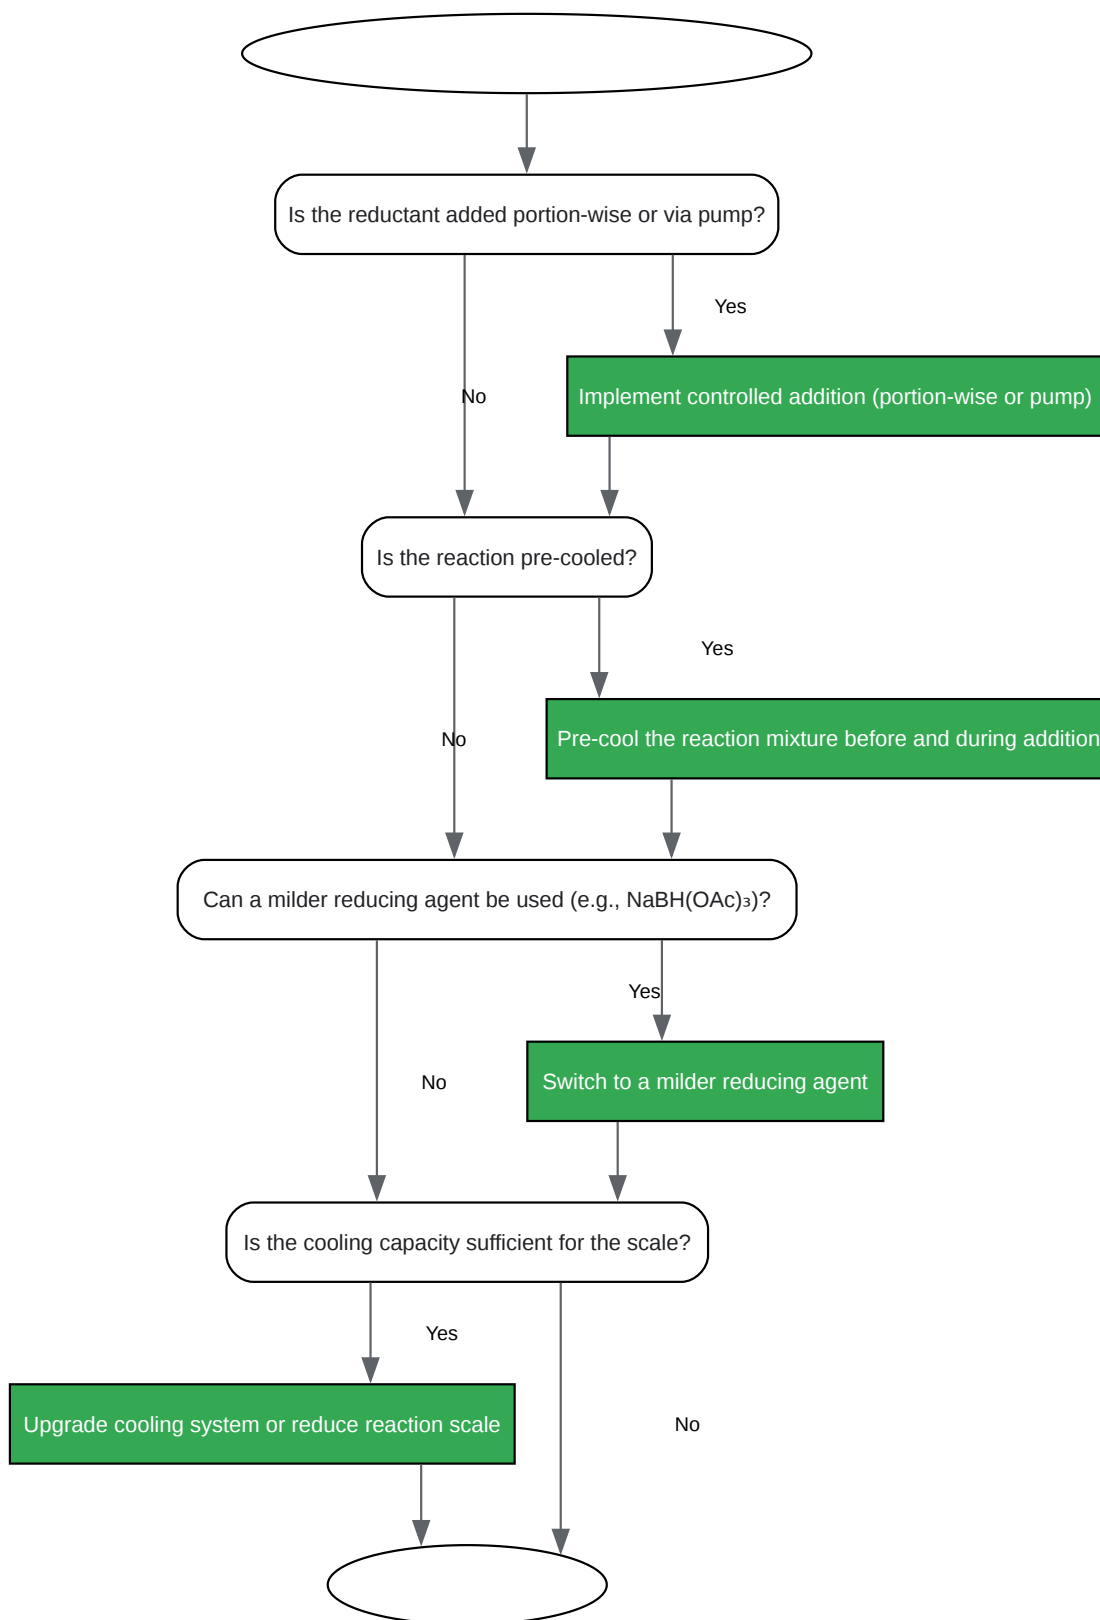 Is the reductant added portion-wise or via pump?
Yes
Implement controlled addition (portion-wise or pump)
No
Is the reaction pre-cooled?
Yes
Pre-cool the reaction mixture before and during addition
No
Can a milder reducing agent be used (e.g., NaBH(OAc)₃)?
Yes
Switch to a milder reducing agent
No
Is the cooling capacity sufficient for the scale?
Yes
Upgrade cooling system or reduce reaction scale
No